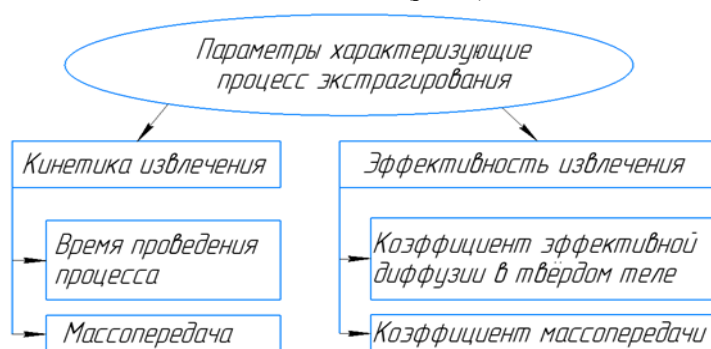 Параметры характеризующие
процесс экстрагирования
Кинетика извлечения
Эффективность извлечения
Время проведения
процесса
Коэффициент эффективной
диффузии в твёрдом теле
Массопередача
Коэффициент массопередачи